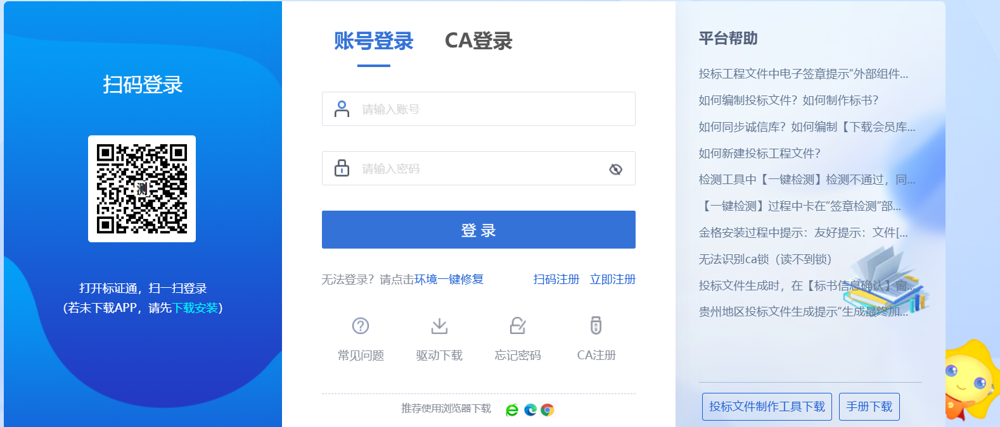 扫码登录
测
打开标证通，扫一扫登录
(若未下载APP，请先下载安装)
账号登录
CA登录
请输入账号
请输入密码
登 录
无法登录？请点击环境一键修复
扫码注册
立即注册
常见问题
驱动下载
忘记密码
CA注册
推荐使用浏览器下载
平台帮助
投标工程文件中电子签章提示“外部组件...
如何编制投标文件？如何制作标书？
如何同步诚信库？如何编制【下载会员库...
如何新建投标工程文件？
检测工具中【一键检测】检测不通过，同...
【一键检测】过程中卡在“签章检测”部...
金格安装过程中提示：友好提示：文件[...
无法识别ca锁（读不到锁）
投标文件生成时，在【标书信息确认】窗...
贵州地区投标文件生成提示“生成最终加...
投标文件制作工具下载
手册下载